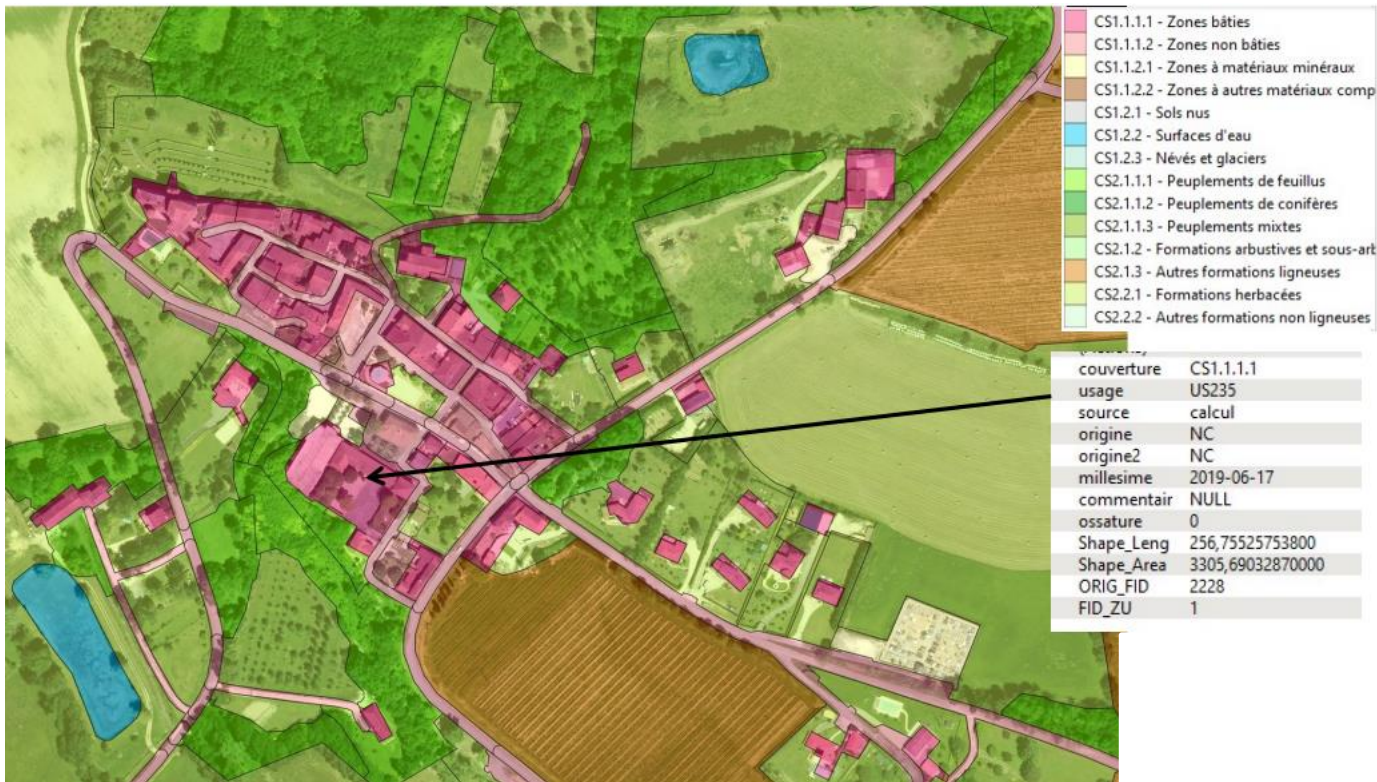 CS1.1.1.1 - Zones bâties
CS1.1.1.2 - Zones non bâties
CS1.1.2.1 - Zones à matériaux minéraux
CS1.1.2.2 - Zones à autres matériaux comp
CS1.2.1 - Sols nus
CS1.2.2 - Surfaces d'eau
CS1.2.3 - Névés et glaciers
CS2.1.1.1 - Peuplements de feuillus
CS2.1.1.2 - Peuplements de conifères
CS2.1.1.3 - Peuplements mixtes
CS2.1.2 - Formations arbustives et sous-arb
CS2.1.3 - Autres formations ligneuses
CS2.2.1 - Formations herbacées
CS2.2.2 - Autres formations non ligneuses
couverture CS1.1.1.1
usage US235
source calcul
origine NC
origine2 NC
millesime 2019-06-17
commentair NULL
ossature 0
Shape_Leng 256,75525753800
Shape_Area 3305,69032870000
ORIG_FID 2228
FID_ZU 1